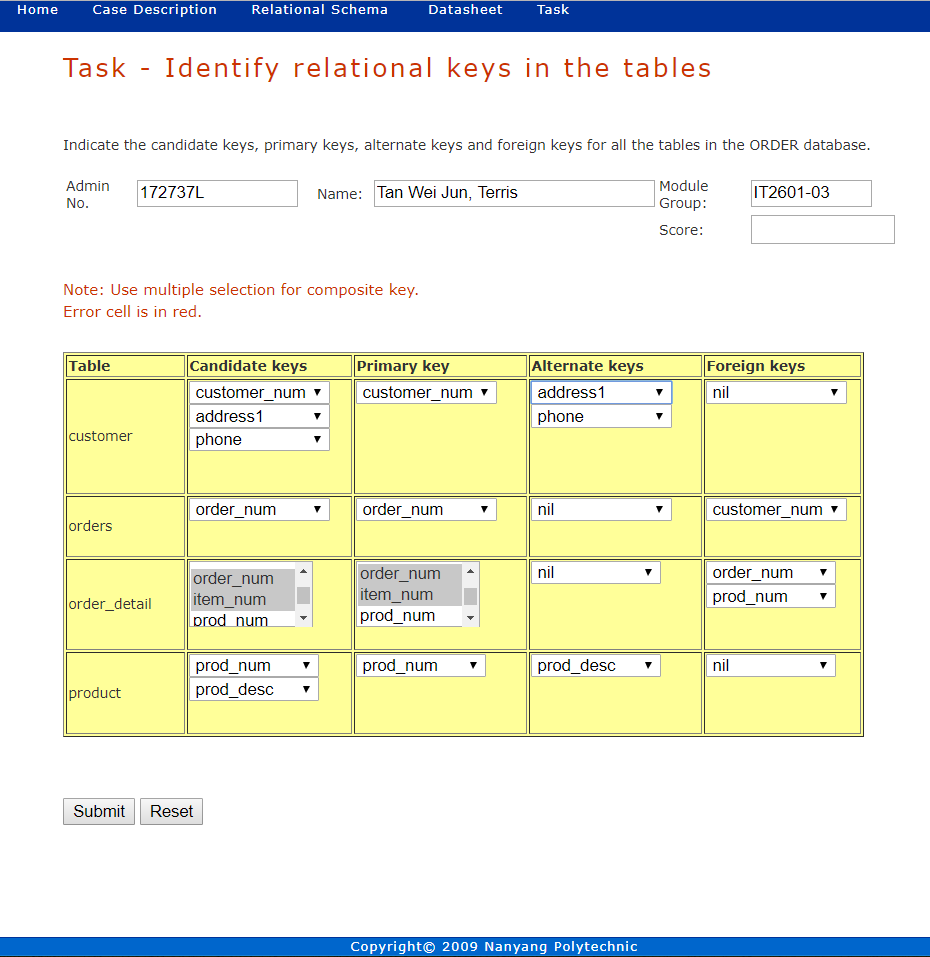 Home Case Description Relational Schema Datasheet Task
Task - Identify relational keys in the tables
Indicate the candidate keys, primary keys, alternate keys and foreign keys for all the tables in the ORDER database.
Admin No. 172737L Name: Tan Wei Jun, Terris Module Group: IT2601-03
Score:
Note: Use multiple selection for composite key.
Error cell is in red.
Table Candidate keys Primary key Alternate keys Foreign keys
customer customer_num customer_num address1 nil
address1 phone
phone
orders order_num order_num nil customer_num
order_detail order_num order_num nil order_num
item_num item_num prod_num
prod_num prod_num
product prod_num prod_num prod_desc nil
prod_desc
Submit Reset
Copyright© 2009 Nanyang Polytechnic